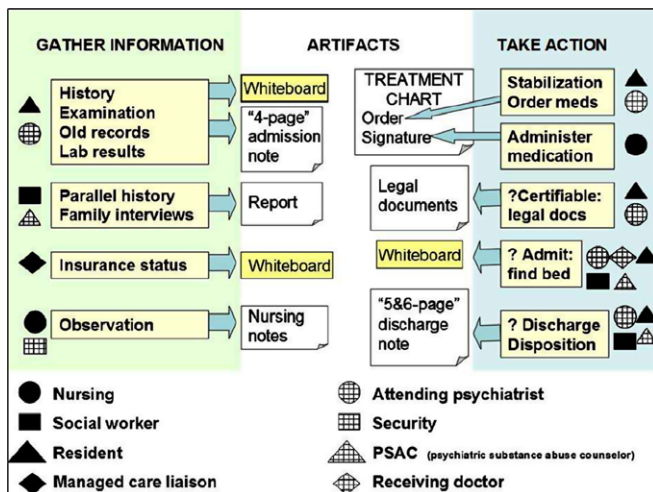 GATHER INFORMATION
ARTIFACTS
TAKE ACTION
History
Examination
Old records
Lab results
Whiteboard
"4-page"
admission
note
TREATMENT
CHART
Order
Signature
Stabilization
Order meds
Administer
medication
Parallel history
Family interviews
Report
Legal
documents
?Certifiable:
legal docs
Insurance status
Whiteboard
Whiteboard
? Admit:
find bed
Observation
Nursing
notes
"5&6-page"
discharge
note
? Discharge
Disposition
Nursing
Social worker
Resident
Managed care liaison
Attending psychiatrist
Security
PSAC (psychiatric substance abuse counselor)
Receiving doctor